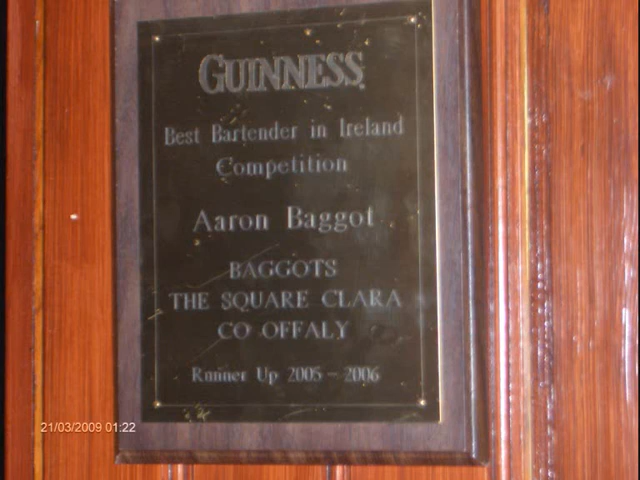 GUINNESS
Best Bartender in Ireland
Competition
Aaron Baggot
BAGGOTS
THE SQUARE CLARA
CO OFFALY
Runner Up 2005 - 2006
21/03/2009 01:22